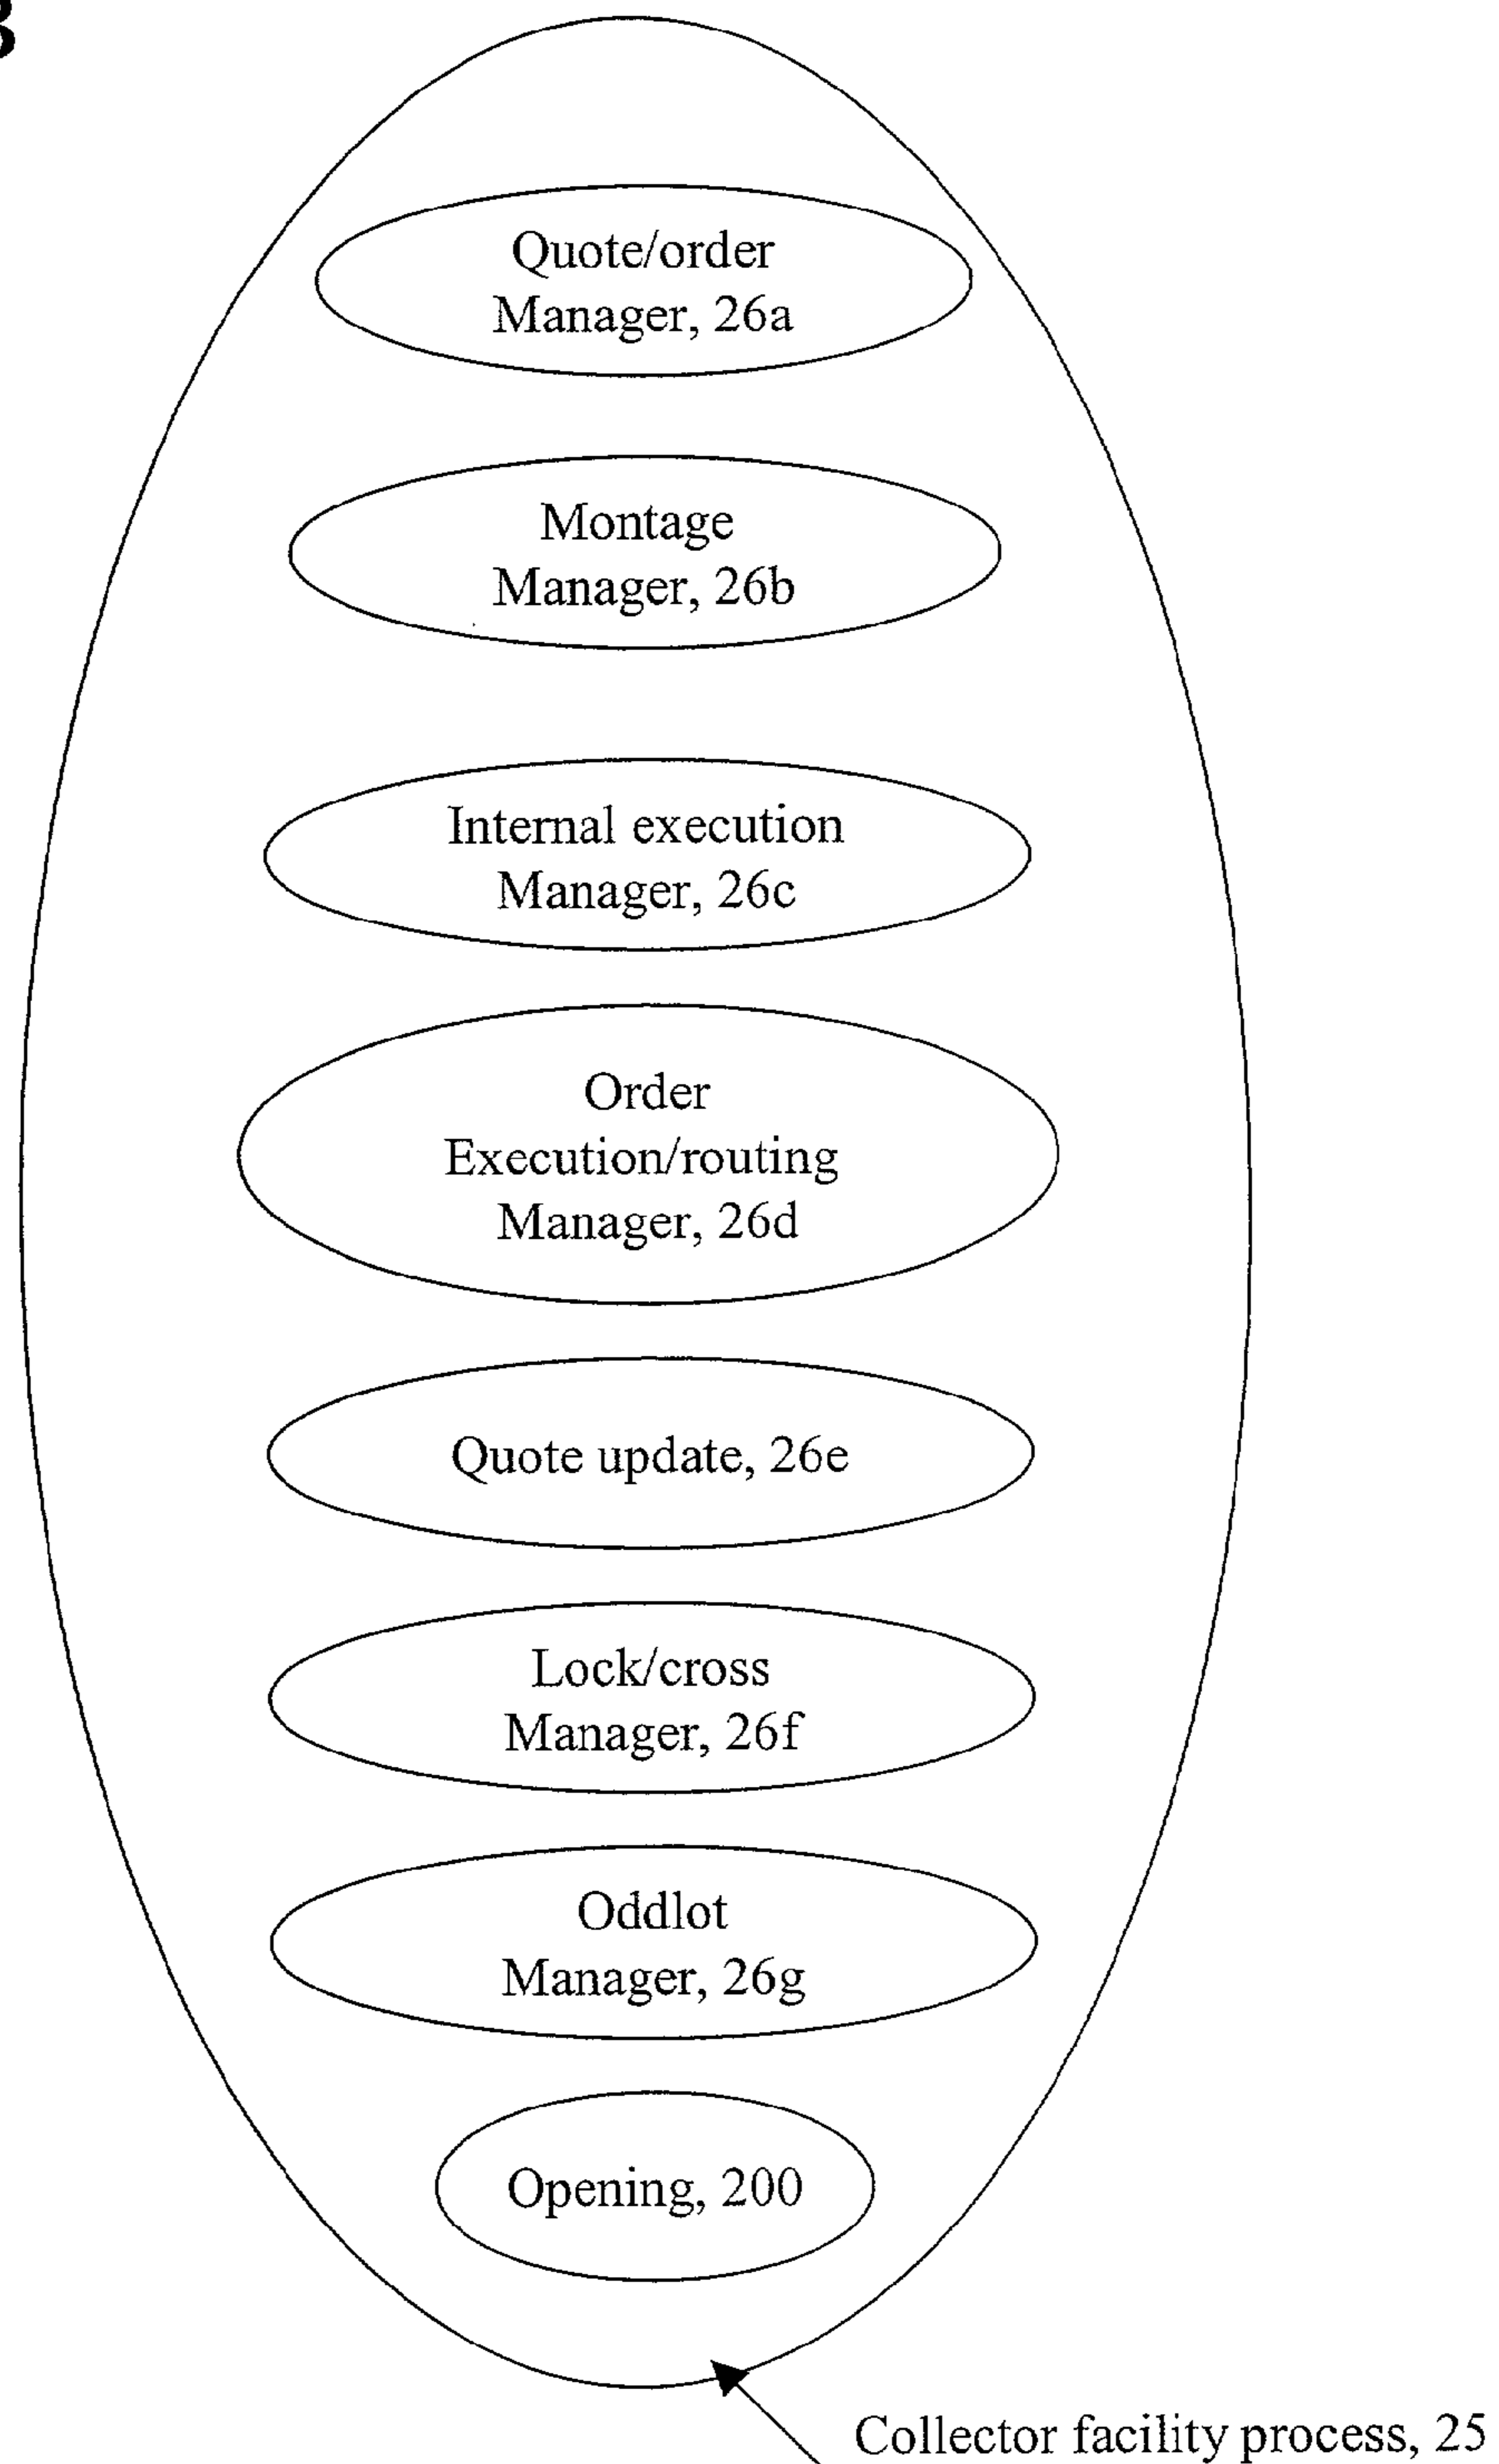 Quote/order
Manager, 26a
Montage
Manager, 26b
Internal execution
Manager, 26c
Order
Execution/routing
Manager, 26d
Quote update, 26e
Lock/cross
Manager, 26f
Oddlot
Manager, 26g
Opening, 200
Collector facility process, 25